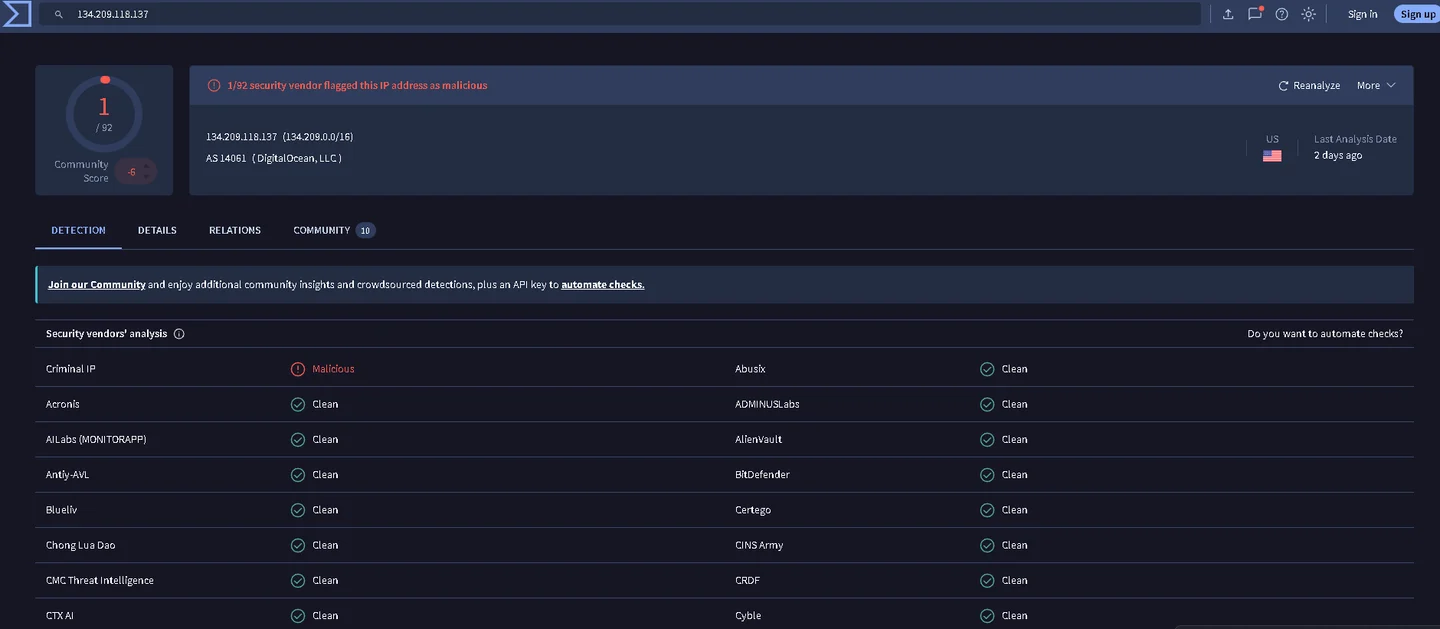 134.209.118.137
Sign in
Sign up
1
/ 92
Community
Score
-6
1/92 security vendor flagged this IP address as malicious
Reanalyze
More
134.209.118.137 (134.209.0.0/16)
AS 14061 ( DigitalOcean, LLC )
US
Last Analysis Date
2 days ago
DETECTION
DETAILS
RELATIONS
COMMUNITY 10
Join our Community and enjoy additional community insights and crowdsourced detections, plus an API key to automate checks.
Security vendors' analysis
Do you want to automate checks?
Criminal IP Malicious Abusix Clean
Acronis Clean ADMINUSLabs Clean
AILabs (MONITORAPP) Clean AlienVault Clean
Antiy-AVL Clean BitDefender Clean
Blueliv Clean Certego Clean
Chong Lua Dao Clean CINS Army Clean
CMC Threat Intelligence Clean CRDF Clean
CTX AI Clean Cyble Clean